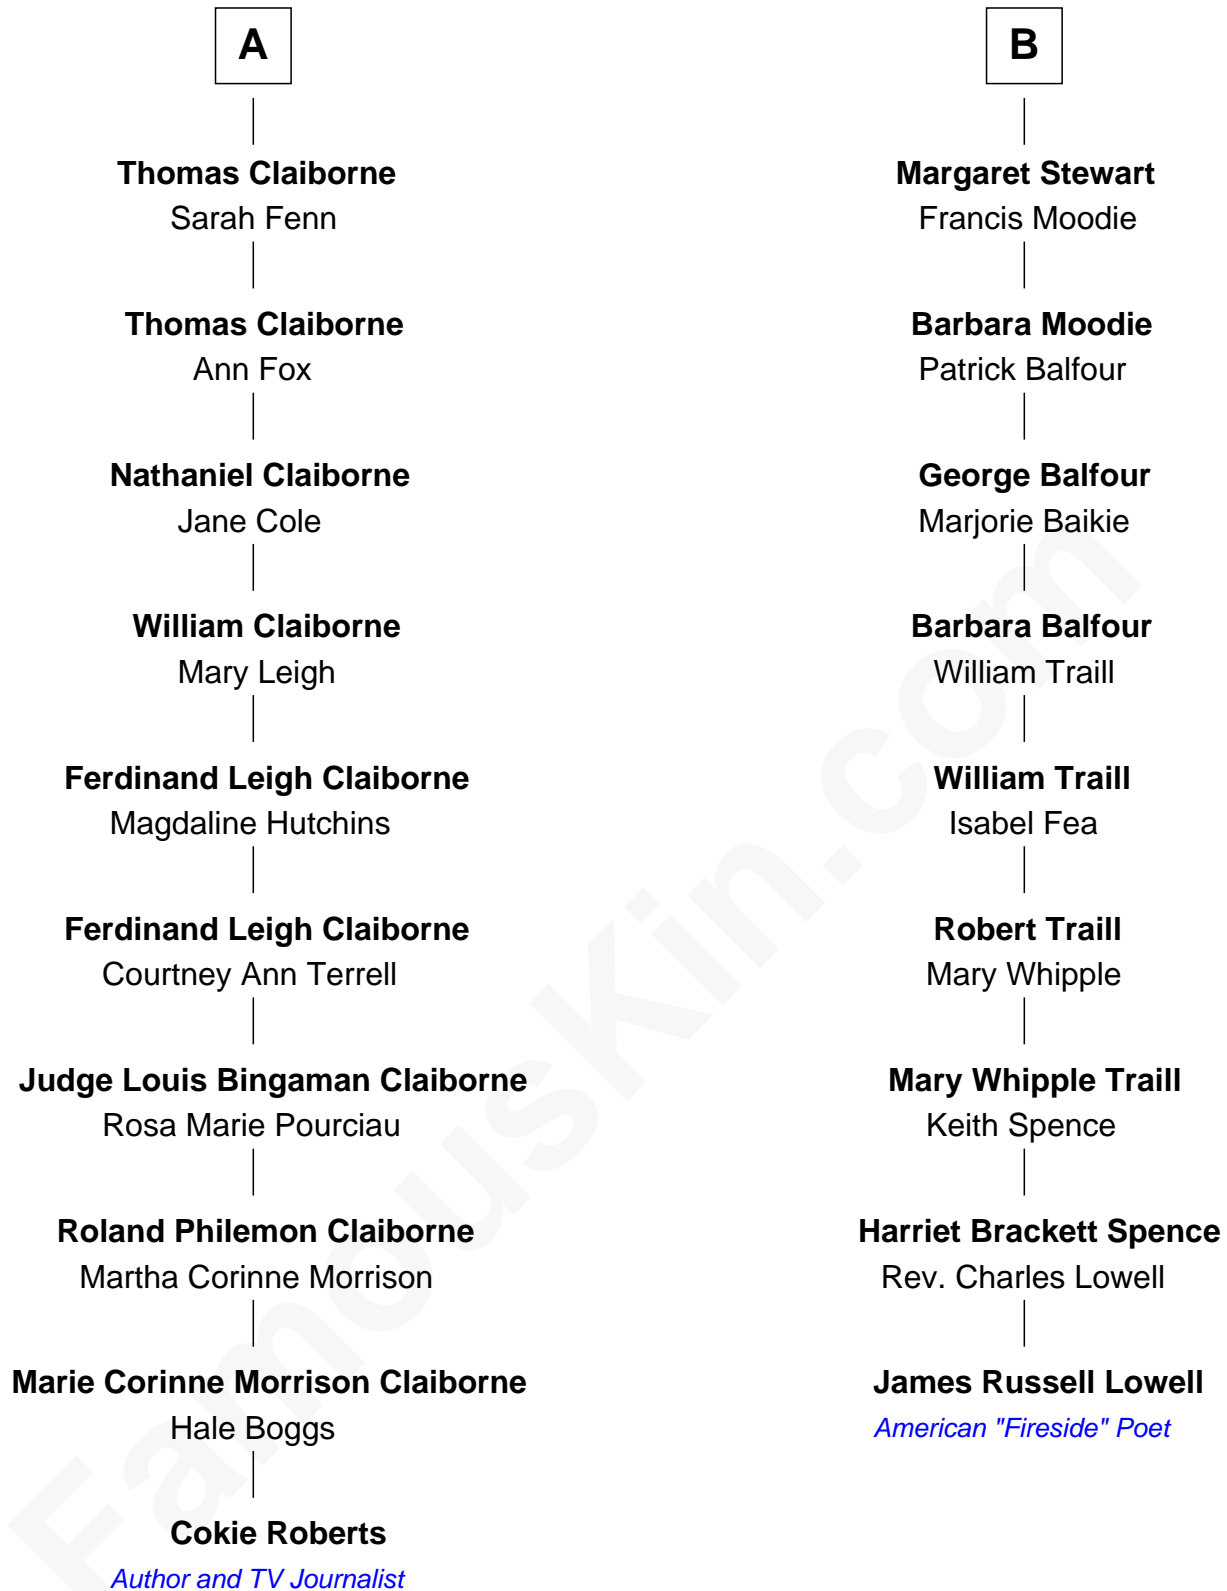 A
Thomas Claiborne
Sarah Fenn
Thomas Claiborne
Ann Fox
Nathaniel Claiborne
Jane Cole
William Claiborne
Mary Leigh
Ferdinand Leigh Claiborne
Magdaline Hutchins
Ferdinand Leigh Claiborne
Courtney Ann Terrell
Judge Louis Bingaman Claiborne
Rosa Marie Pourciau
Roland Philemon Claiborne
Martha Corinne Morrison
Marie Corinne Morrison Claiborne
Hale Boggs
Cokie Roberts
Author and TV Journalist
B
Margaret Stewart
Francis Moodie
Barbara Moodie
Patrick Balfour
George Balfour
Marjorie Baikie
Barbara Balfour
William Traill
William Traill
Isabel Fea
Robert Traill
Mary Whipple
Mary Whipple Traill
Keith Spence
Harriet Brackett Spence
Rev. Charles Lowell
James Russell Lowell
American "Fireside" Poet
FamousKin.com